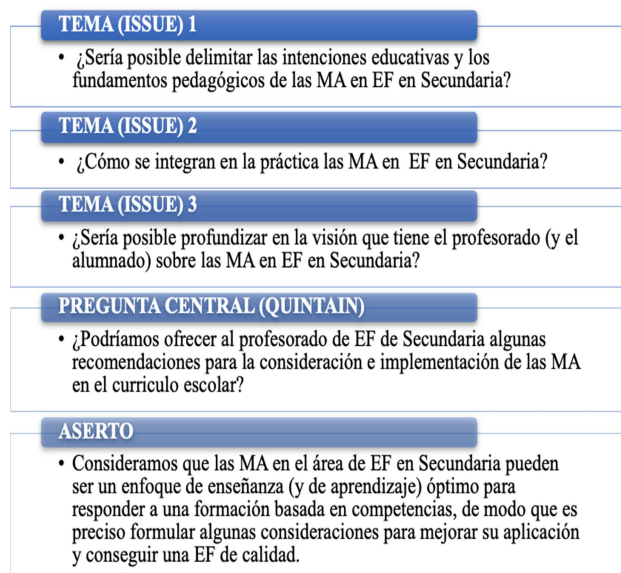 TEMA (ISSUE) 1
• ¿Sería posible delimitar las intenciones educativas y los
fundamentos pedagógicos de las MA en EF en Secundaria?
TEMA (ISSUE) 2
• ¿Cómo se integran en la práctica las MA en EF en Secundaria?
TEMA (ISSUE) 3
• ¿Sería posible profundizar en la visión que tiene el profesorado (y el
alumnado) sobre las MA en EF en Secundaria?
PREGUNTA CENTRAL (QUINTAIN)
• ¿Podríamos ofrecer al profesorado de EF de Secundaria algunas
recomendaciones para la consideración e implementación de las MA
en el curriculo escolar?
ASERTO
• Consideramos que las MA en el área de EF en Secundaria pueden
ser un enfoque de enseñanza (y de aprendizaje) óptimo para
responder a una formación basada en competencias, de modo que es
preciso formular algunas consideraciones para mejorar su aplicación
y conseguir una EF de calidad.